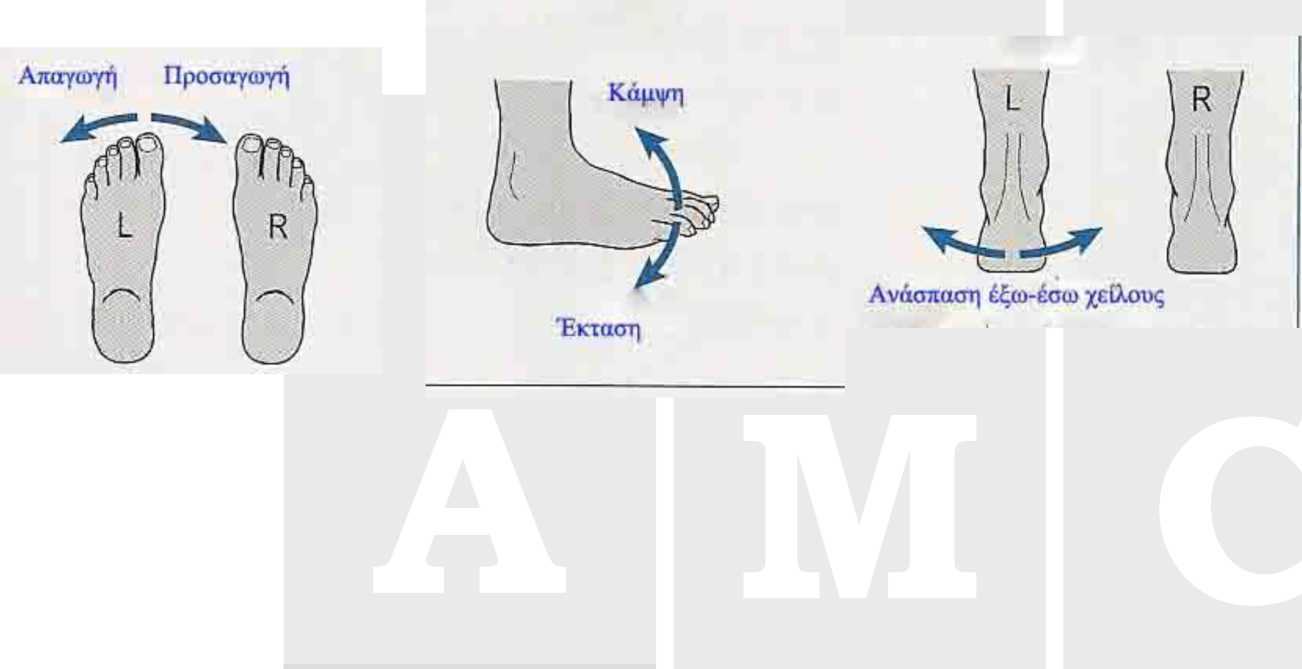 Απαγωγή Προσαγωγή
L R
Κάμψη
Έκταση
L R
Ανάσπαση έξω-έσω χείλους
A M C